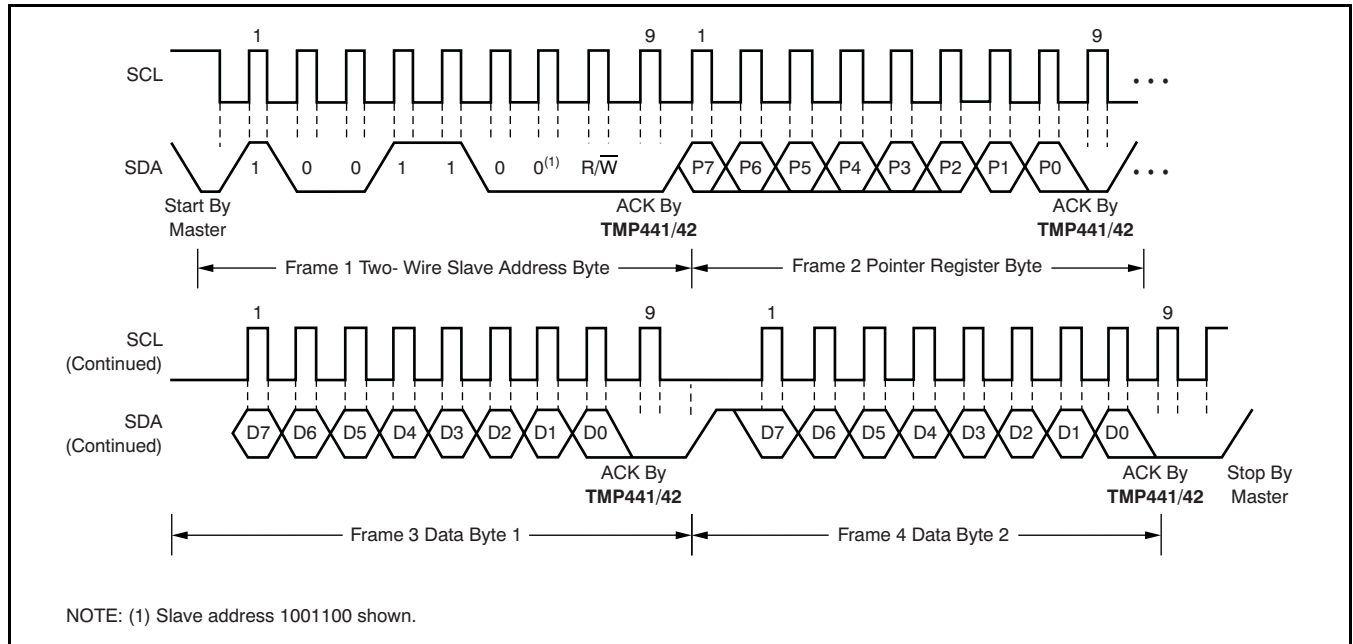 1 9 1 9
SCL
SDA 1 0 0 1 1 0 0(1) R/W P7 P6 P5 P4 P3 P2 P1 P0
Start By Master
ACK By TMP441/42
ACK By TMP441/42
Frame 1 Two- Wire Slave Address Byte
Frame 2 Pointer Register Byte
1 9 1 9
SCL (Continued)
SDA (Continued) D7 D6 D5 D4 D3 D2 D1 D0 D7 D6 D5 D4 D3 D2 D1 D0
ACK By TMP441/42
ACK By TMP441/42
Stop By Master
Frame 3 Data Byte 1
Frame 4 Data Byte 2
NOTE: (1) Slave address 1001100 shown.